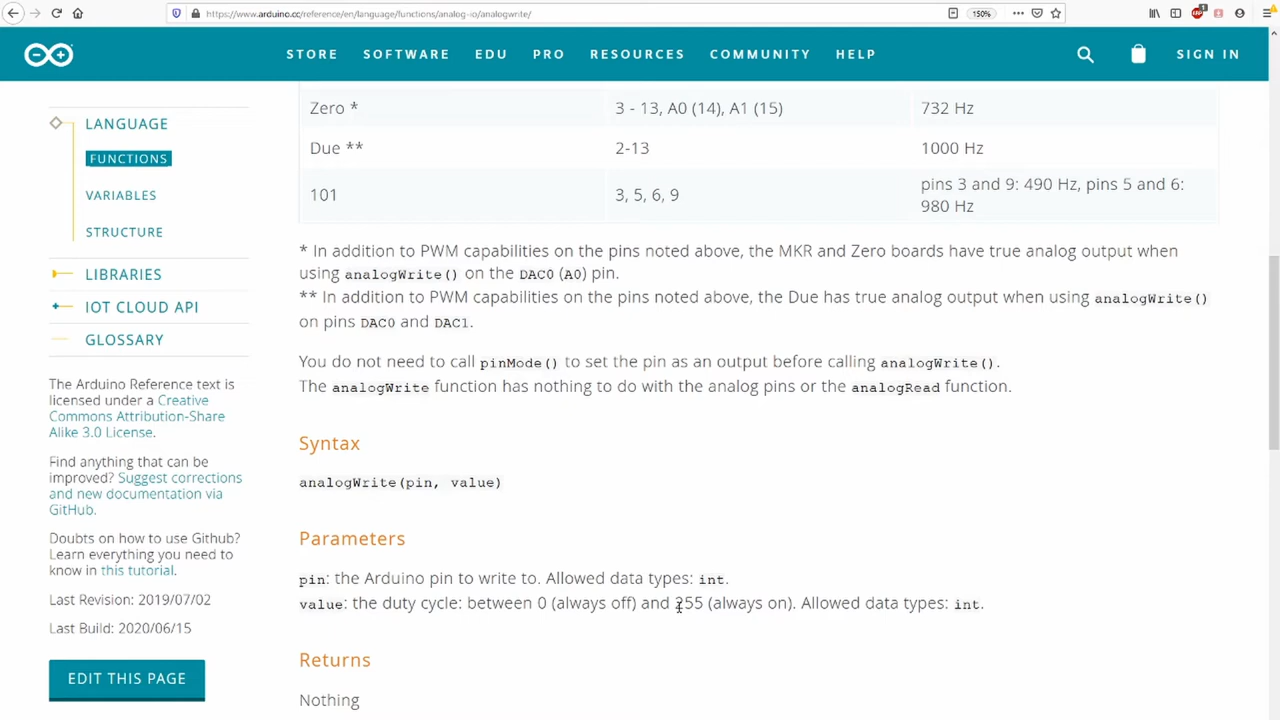 https://www.arduino.cc/reference/en/language/functions/analog-io/analogwrite/
150%
STORE SOFTWARE EDU PRO RESOURCES COMMUNITY HELP
SIGN IN
LANGUAGE
FUNCTIONS
VARIABLES
STRUCTURE
LIBRARIES
IOT CLOUD API
GLOSSARY
The Arduino Reference text is
licensed under a Creative
Commons Attribution-Share
Alike 3.0 License.
Find anything that can be
improved? Suggest corrections
and new documentation via
GitHub.
Doubts on how to use Github?
Learn everything you need to
know in this tutorial.
Last Revision: 2019/07/02
Last Build: 2020/06/15
EDIT THIS PAGE
Zero * 3 - 13, A0 (14), A1 (15) 732 Hz
Due ** 2-13 1000 Hz
101 3, 5, 6, 9 pins 3 and 9: 490 Hz, pins 5 and 6:
980 Hz
* In addition to PWM capabilities on the pins noted above, the MKR and Zero boards have true analog output when
using analogWrite() on the DAC0 (A0) pin.
** In addition to PWM capabilities on the pins noted above, the Due has true analog output when using analogWrite()
on pins DAC0 and DAC1.
You do not need to call pinMode() to set the pin as an output before calling analogWrite().
The analogWrite function has nothing to do with the analog pins or the analogRead function.
Syntax
analogWrite(pin, value)
Parameters
pin: the Arduino pin to write to. Allowed data types: int.
value: the duty cycle: between 0 (always off) and 255 (always on). Allowed data types: int.
Returns
Nothing